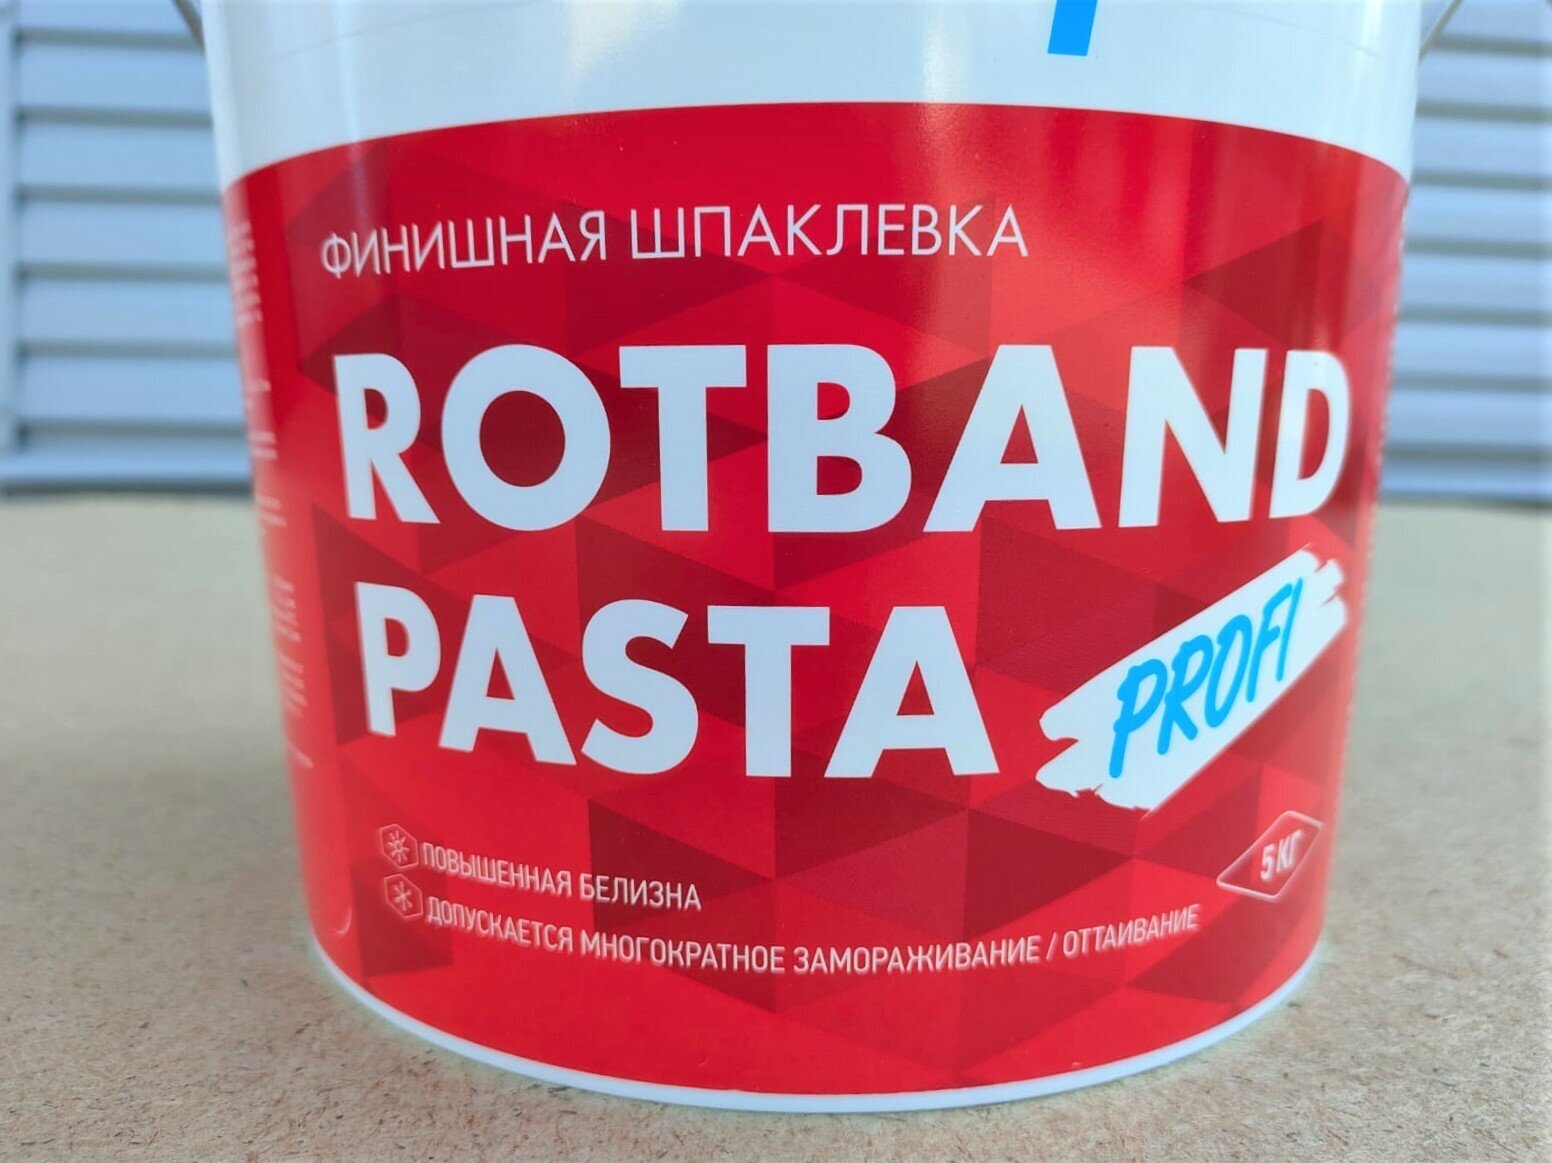 ФИНИШНАЯ ШПАКЛЕВКА
ROTBAND
PASTA
PROFI
5 КГ
ПОВЫШЕННАЯ БЕЛИЗНА
ДОПУСКАЕТСЯ МНОГОКРАТНОЕ ЗАМОРАЖИВАНИЕ / ОТТАИВАНИЕ